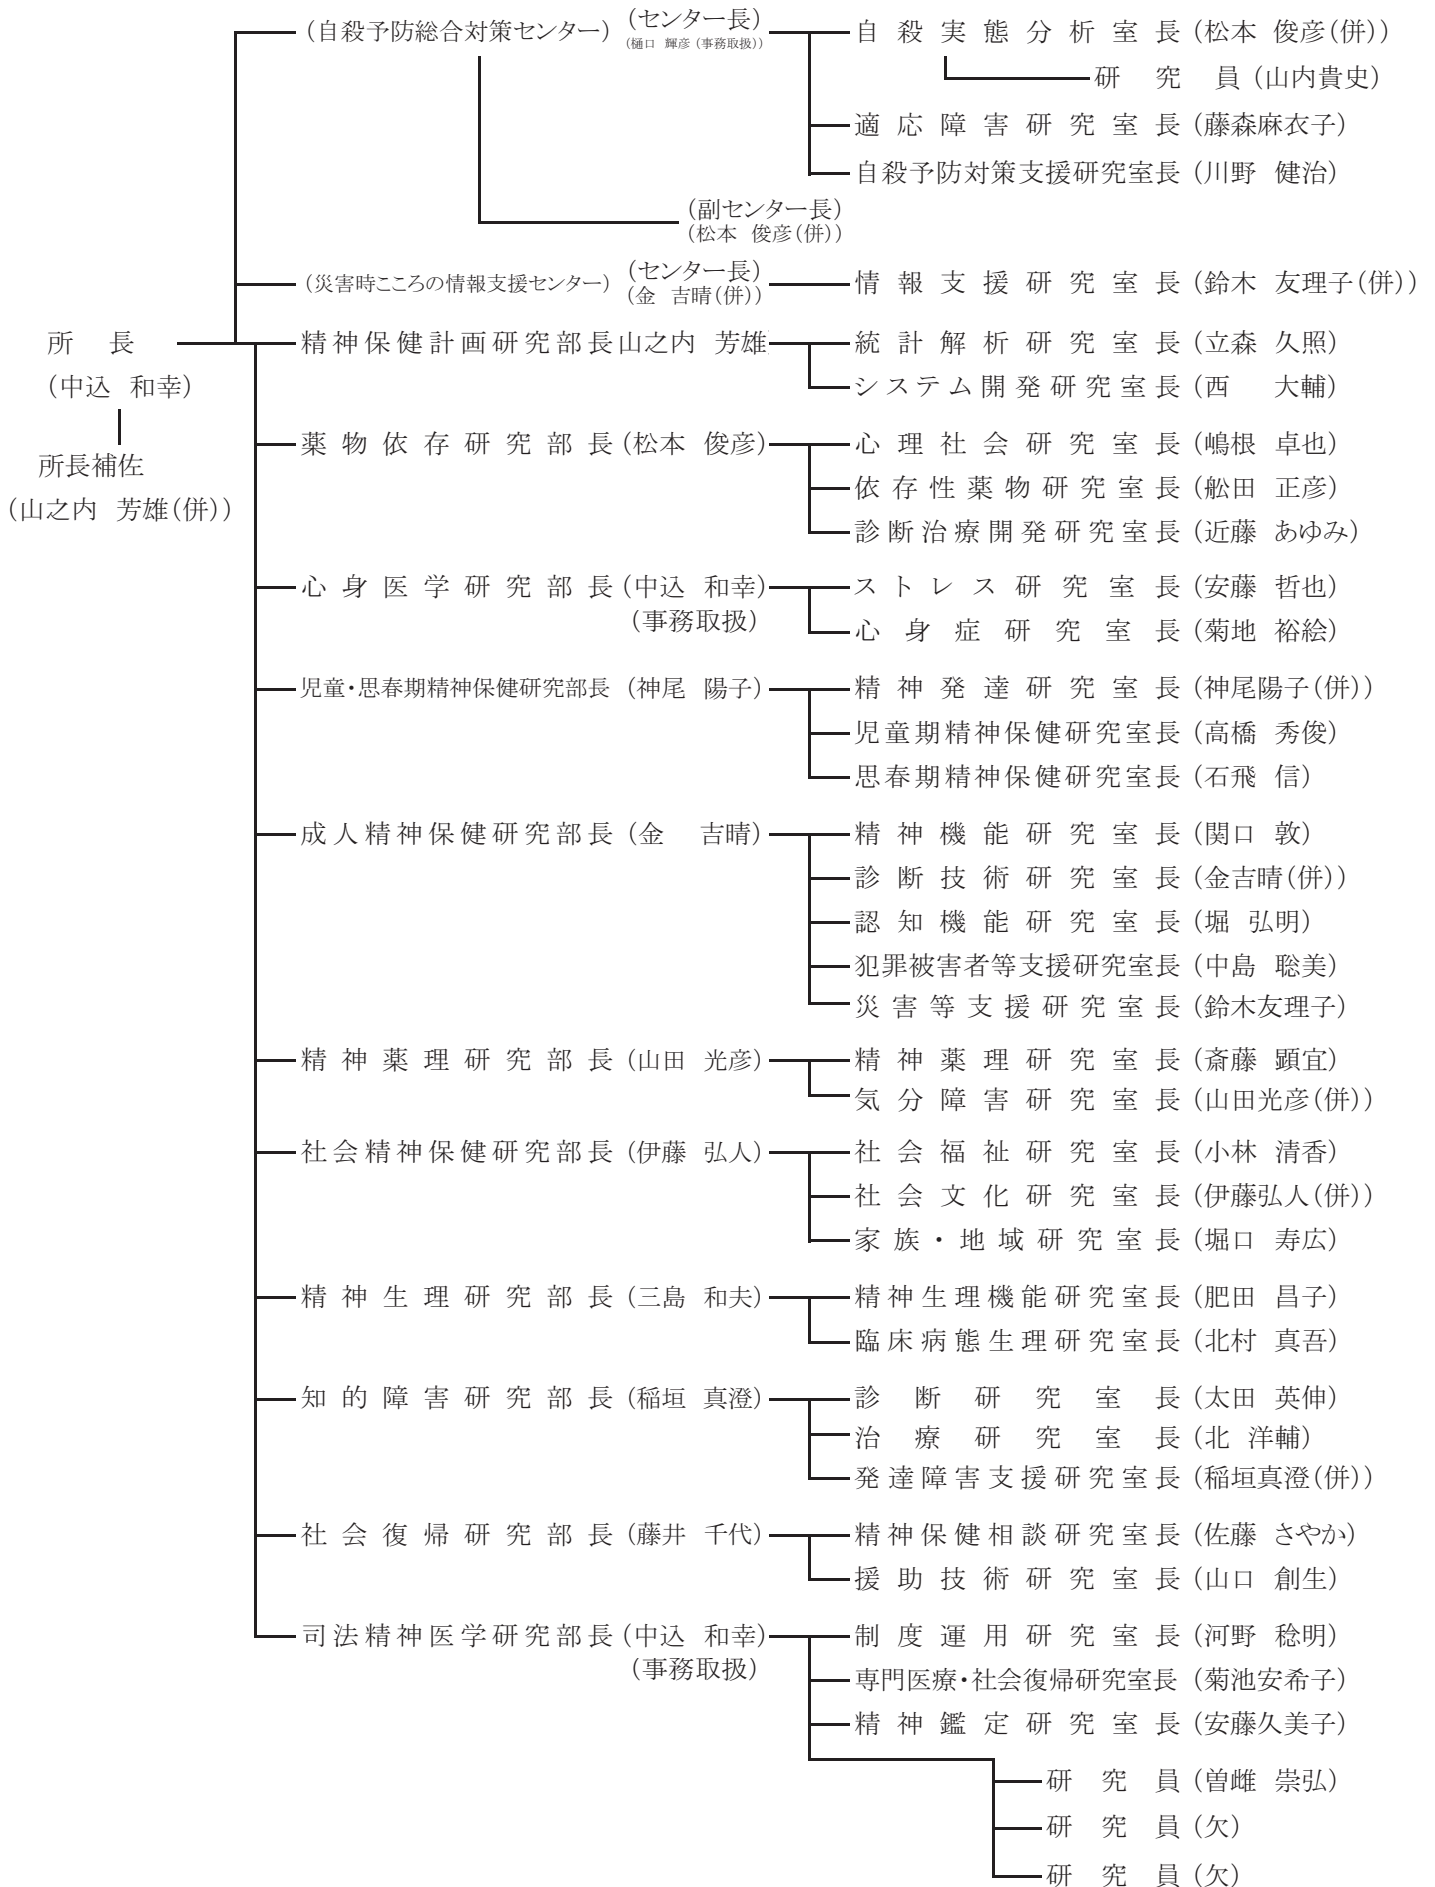 (自殺予防総合対策センター) (センター長) 自殺実態分析室長 (松本 俊彦(併))
(樋口 輝彦 (事務取扱))
研究員 (山内貴史)
適応障害研究室長 (藤森麻衣子)
自殺予防対策支援研究室長 (川野 健治)
(副センター長)
(松本 俊彦(併))
(災害時こころの情報支援センター) (センター長) 情報支援研究室長 (鈴木 友理子(併))
(金 吉晴(併))
所長 精神保健計画研究部長 山之内 芳雄 統計解析研究室長 (立森 久照)
(中込 和幸) システム開発研究室長 (西 大輔)
薬物依存研究部長 (松本 俊彦) 心理社会研究室長 (嶋根 卓也)
所長補佐
依存性薬物研究室長 (舩田 正彦)
(山之内 芳雄(併))
診断治療開発研究室長 (近藤 あゆみ)
心身医学研究部長 (中込 和幸) ストレス研究室長 (安藤 哲也)
(事務取扱) 心身症研究室長 (菊地 裕絵)
児童・思春期精神保健研究部長 (神尾 陽子) 精神発達研究室長 (神尾陽子(併))
児童期精神保健研究室長 (高橋 秀俊)
思春期精神保健研究室長 (石飛 信)
成人精神保健研究部長 (金 吉晴) 精神機能研究室長 (関口 敦)
診断技術研究室長 (金吉晴(併))
認知機能研究室長 (堀 弘明)
犯罪被害者等支援研究室長 (中島 聡美)
災害等支援研究室長 (鈴木友理子)
精神薬理研究部長 (山田 光彦) 精神薬理研究室長 (斎藤 顕宜)
気分障害研究室長 (山田光彦(併))
社会精神保健研究部長 (伊藤 弘人) 社会福祉研究室長 (小林 清香)
社会文化研究室長 (伊藤弘人(併))
家族・地域研究室長 (堀口 寿広)
精神生理研究部長 (三島 和夫) 精神生理機能研究室長 (肥田 昌子)
臨床病態生理研究室長 (北村 真吾)
知的障害研究部長 (稲垣 真澄) 診断研究室長 (太田 英伸)
治療研究室長 (北 洋輔)
発達障害支援研究室長 (稲垣真澄(併))
社会復帰研究部長 (藤井 千代) 精神保健相談研究室長 (佐藤 さやか)
援助技術研究室長 (山口 創生)
司法精神医学研究部長 (中込 和幸) 制度運用研究室長 (河野 稔明)
(事務取扱) 専門医療・社会復帰研究室長 (菊池安希子)
精神鑑定研究室長 (安藤久美子)
研究員 (曽雌 崇弘)
研究員 (欠)
研究員 (欠)